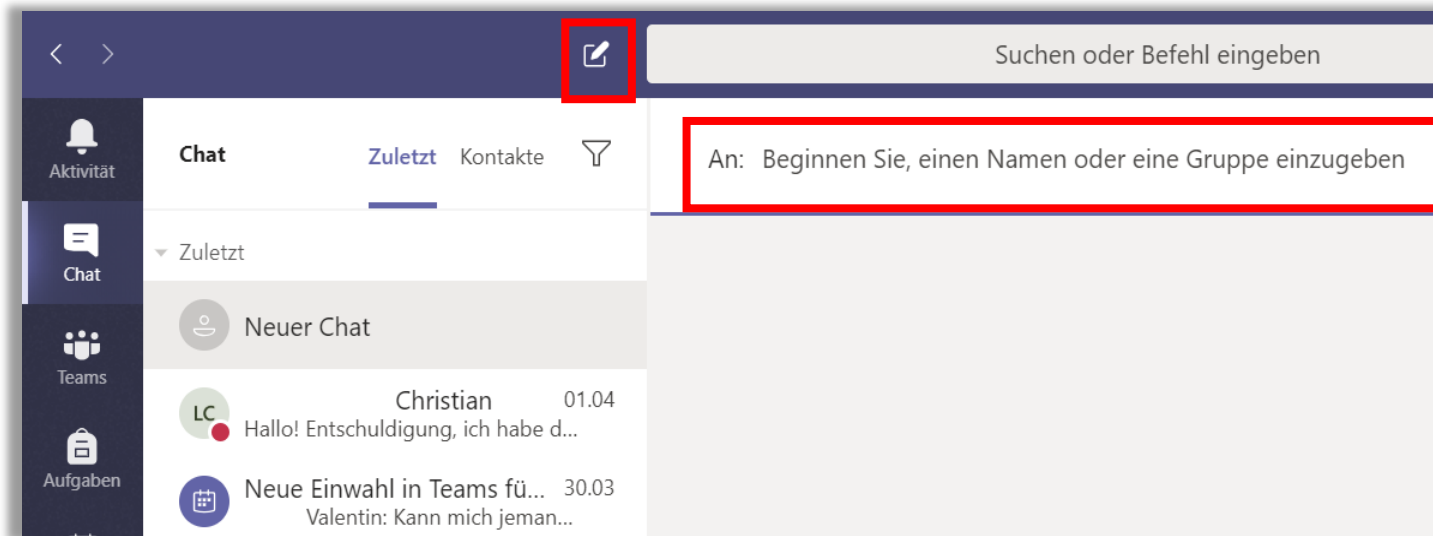 Suchen oder Befehl eingeben
Aktivität
Chat
Teams
Aufgaben
Chat Zuletzt Kontakte
Zuletzt
Neuer Chat
LC
Christian 01.04
Hallo! Entschuldigung, ich habe d...
Neue Einwahl in Teams fü... 30.03
Valentin: Kann mich jeman...
An: Beginnen Sie, einen Namen oder eine Gruppe einzugeben